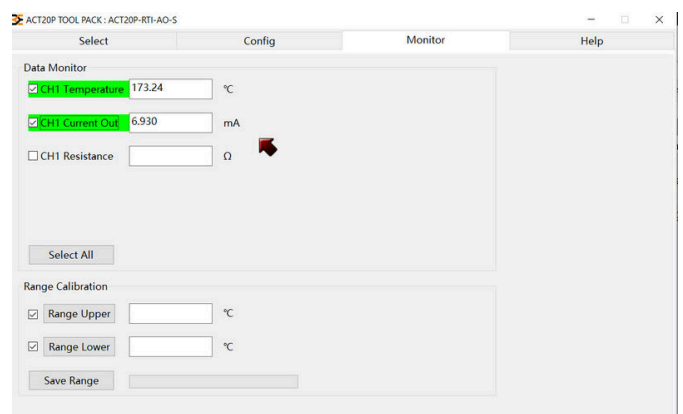 ACT20P TOOL PACK : ACT20P-RTI-AO-S
Select Config Monitor Help
Data Monitor
CH1 Temperature 173.24 ℃
CH1 Current Out 6.930 mA
CH1 Resistance Ω
Select All
Range Calibration
Range Upper ℃
Range Lower ℃
Save Range